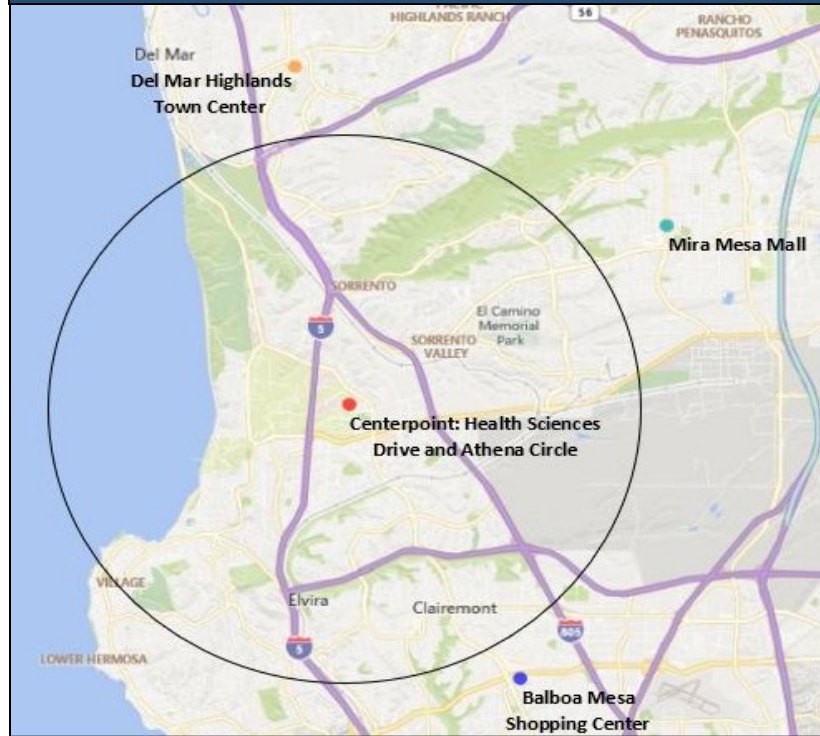 HIGHLANDS RANCH
56
RANCHO
PENASQUITOS
Del Mar
Del Mar Highlands
Town Center
Mira Mesa Mall
SORRENTO
5
El Camino
Memorial
Park
SORRENTO
VALLEY
Centerpoint: Health Sciences
Drive and Athena Circle
VILLAGE
Elvira
Clairemont
805
5
LOWER HERMOSA
Balboa Mesa
Shopping Center